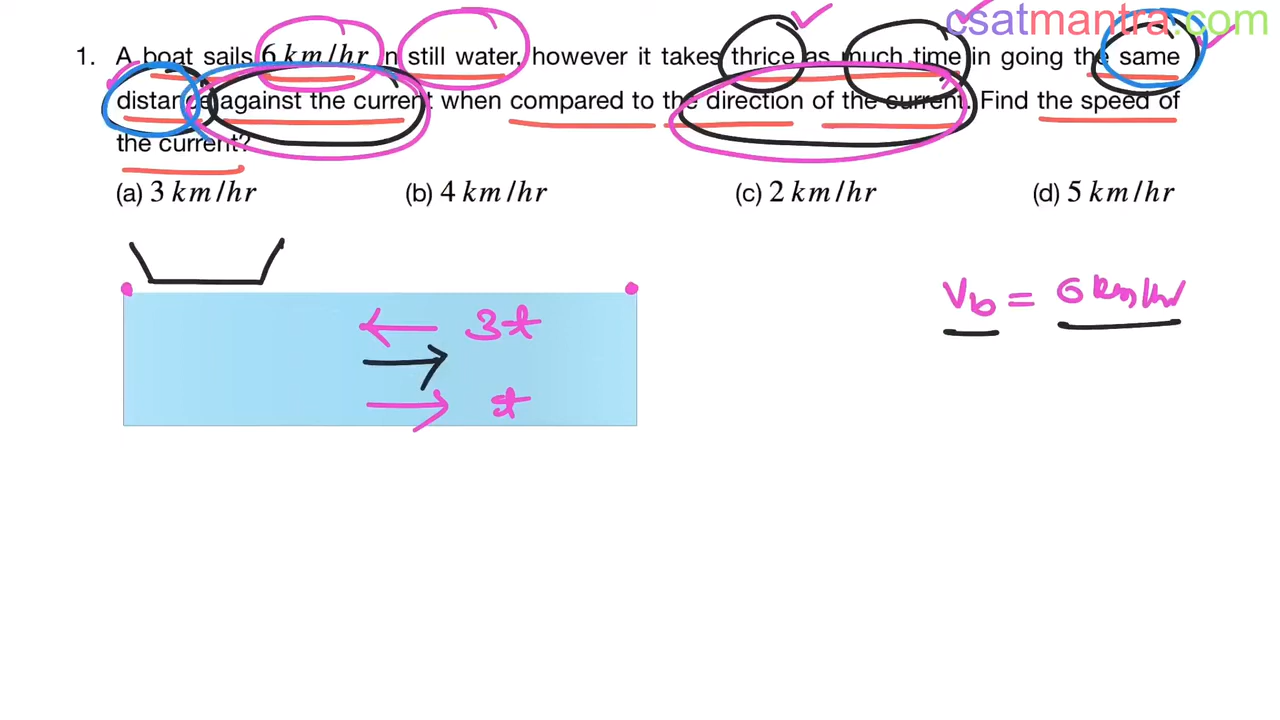 csatmantra.com
1. A boat sails 6 km/hr in still water, however it takes thrice as much time in going the same
distance against the current when compared to the direction of the current. Find the speed of
the current?
(a) 3 km/hr (b) 4 km/hr (c) 2 km/hr (d) 5 km/hr
Vb = 6 km/hr
3t
t